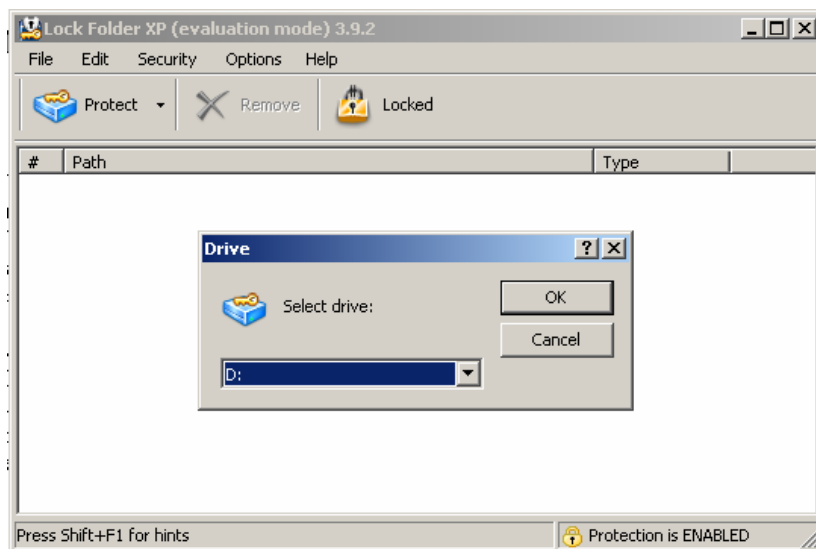 Lock Folder XP (evaluation mode) 3.9.2
File Edit Security Options Help
Protect Remove Locked
# Path Type
Drive
Select drive:
OK
Cancel
D:
Press Shift+F1 for hints Protection is ENABLED